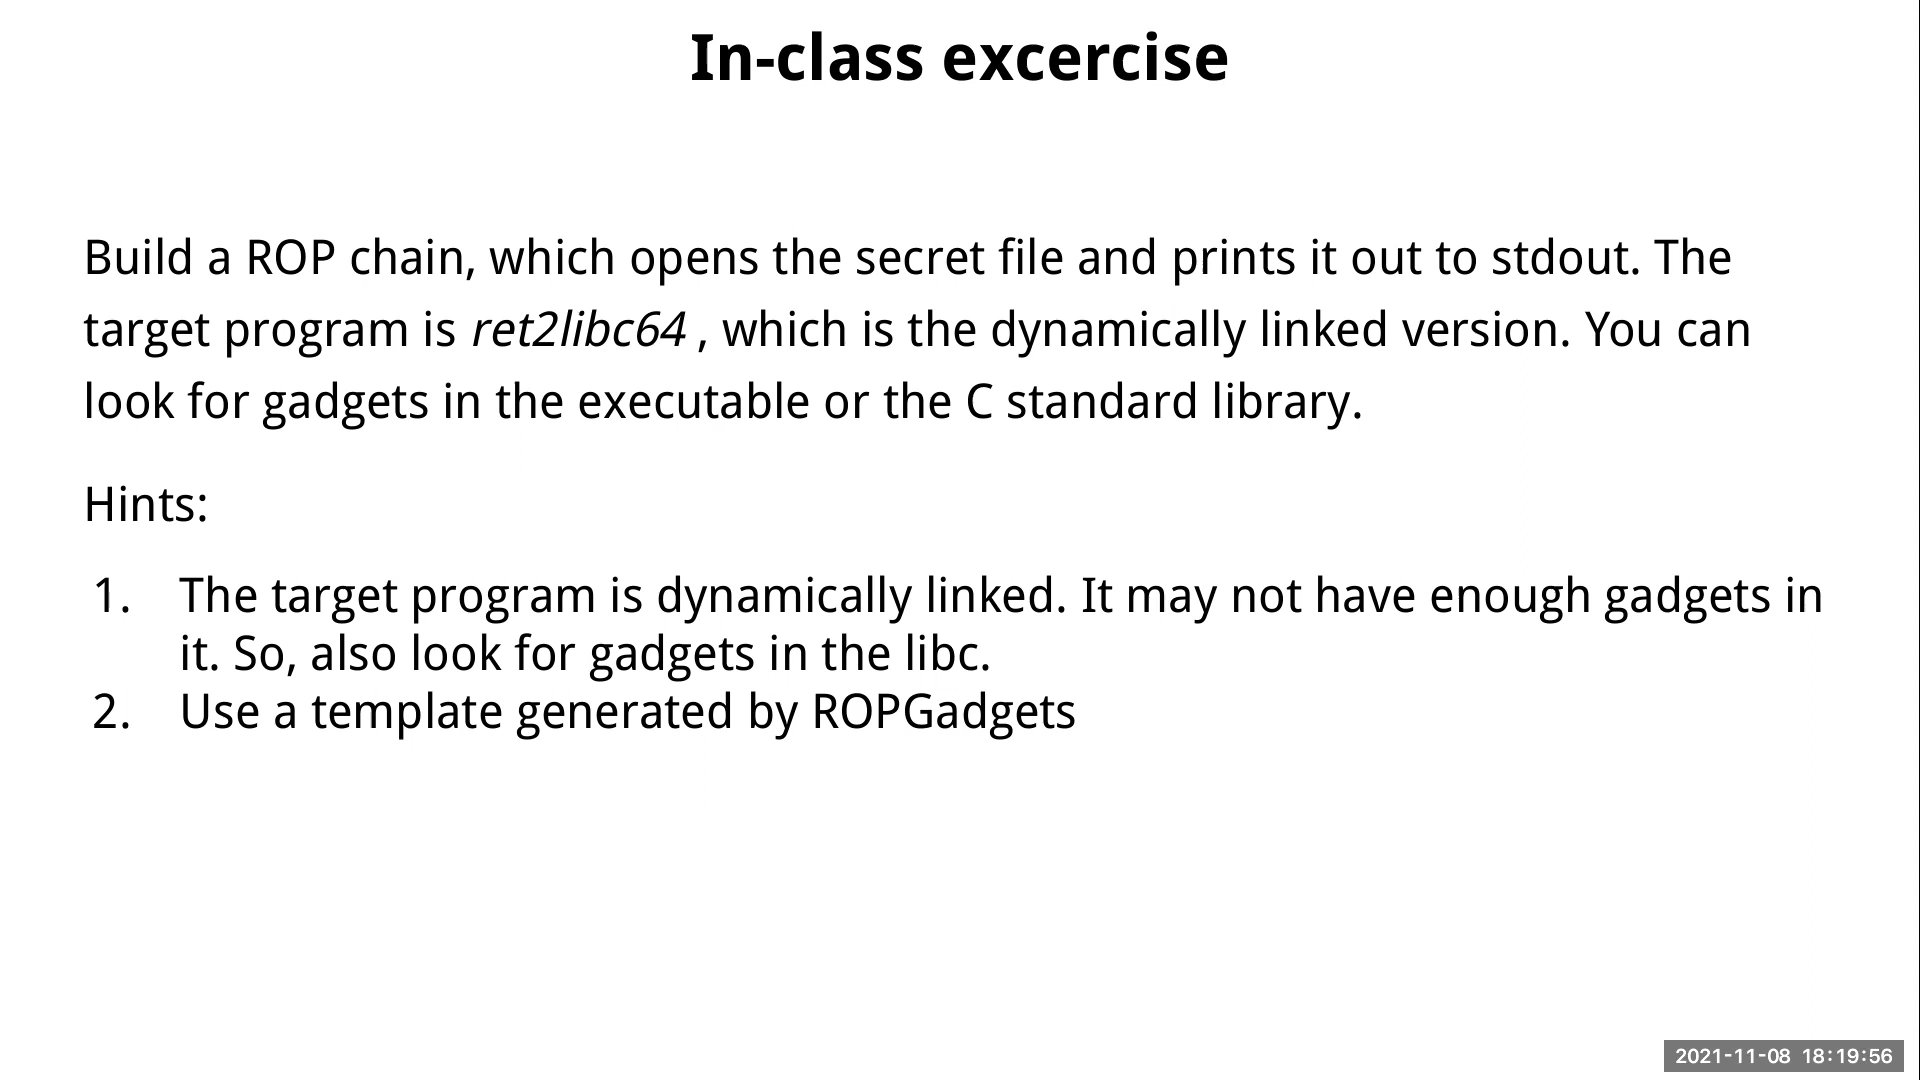 In-class excercise
Build a ROP chain, which opens the secret file and prints it out to stdout. The
target program is ret2libc64 , which is the dynamically linked version. You can
look for gadgets in the executable or the C standard library.
Hints:
1. The target program is dynamically linked. It may not have enough gadgets in
it. So, also look for gadgets in the libc.
2. Use a template generated by ROPGadgets
2021-11-08 18:19:56